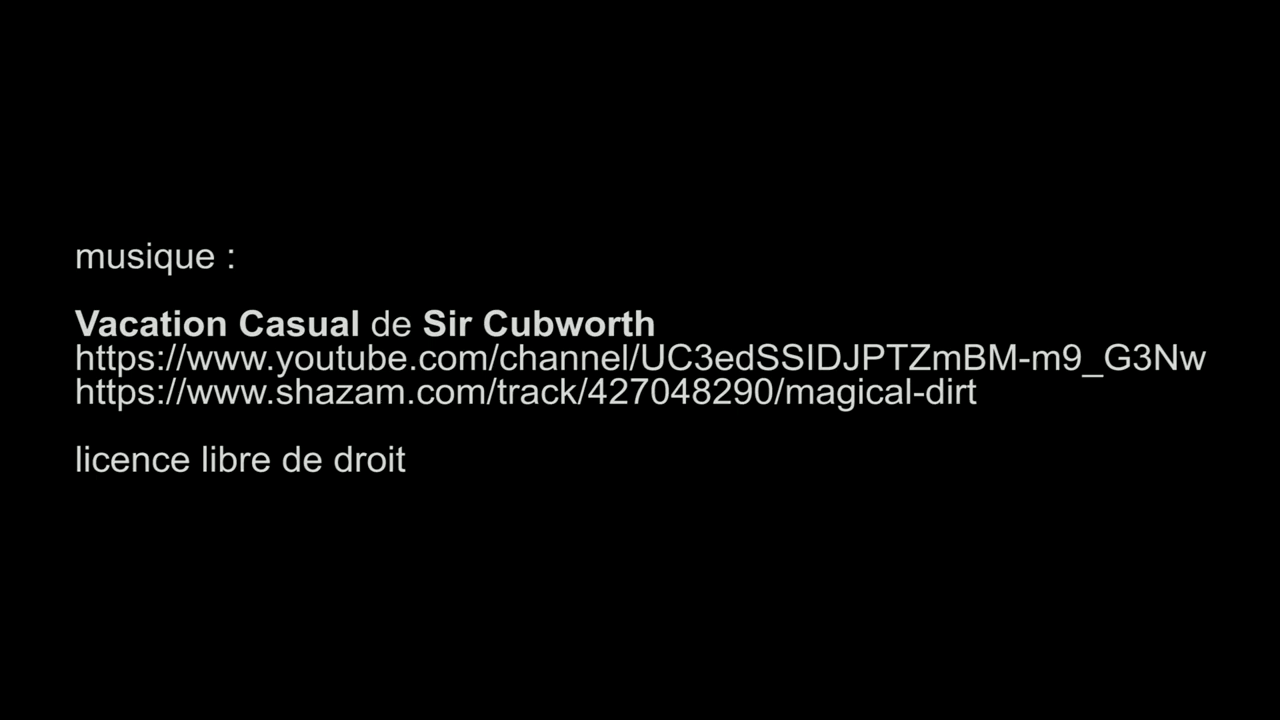 musique :
Vacation Casual de Sir Cubworth
https://www.youtube.com/channel/UC3edSSIDJPTZmBM-m9_G3Nw
https://www.shazam.com/track/427048290/magical-dirt
licence libre de droit